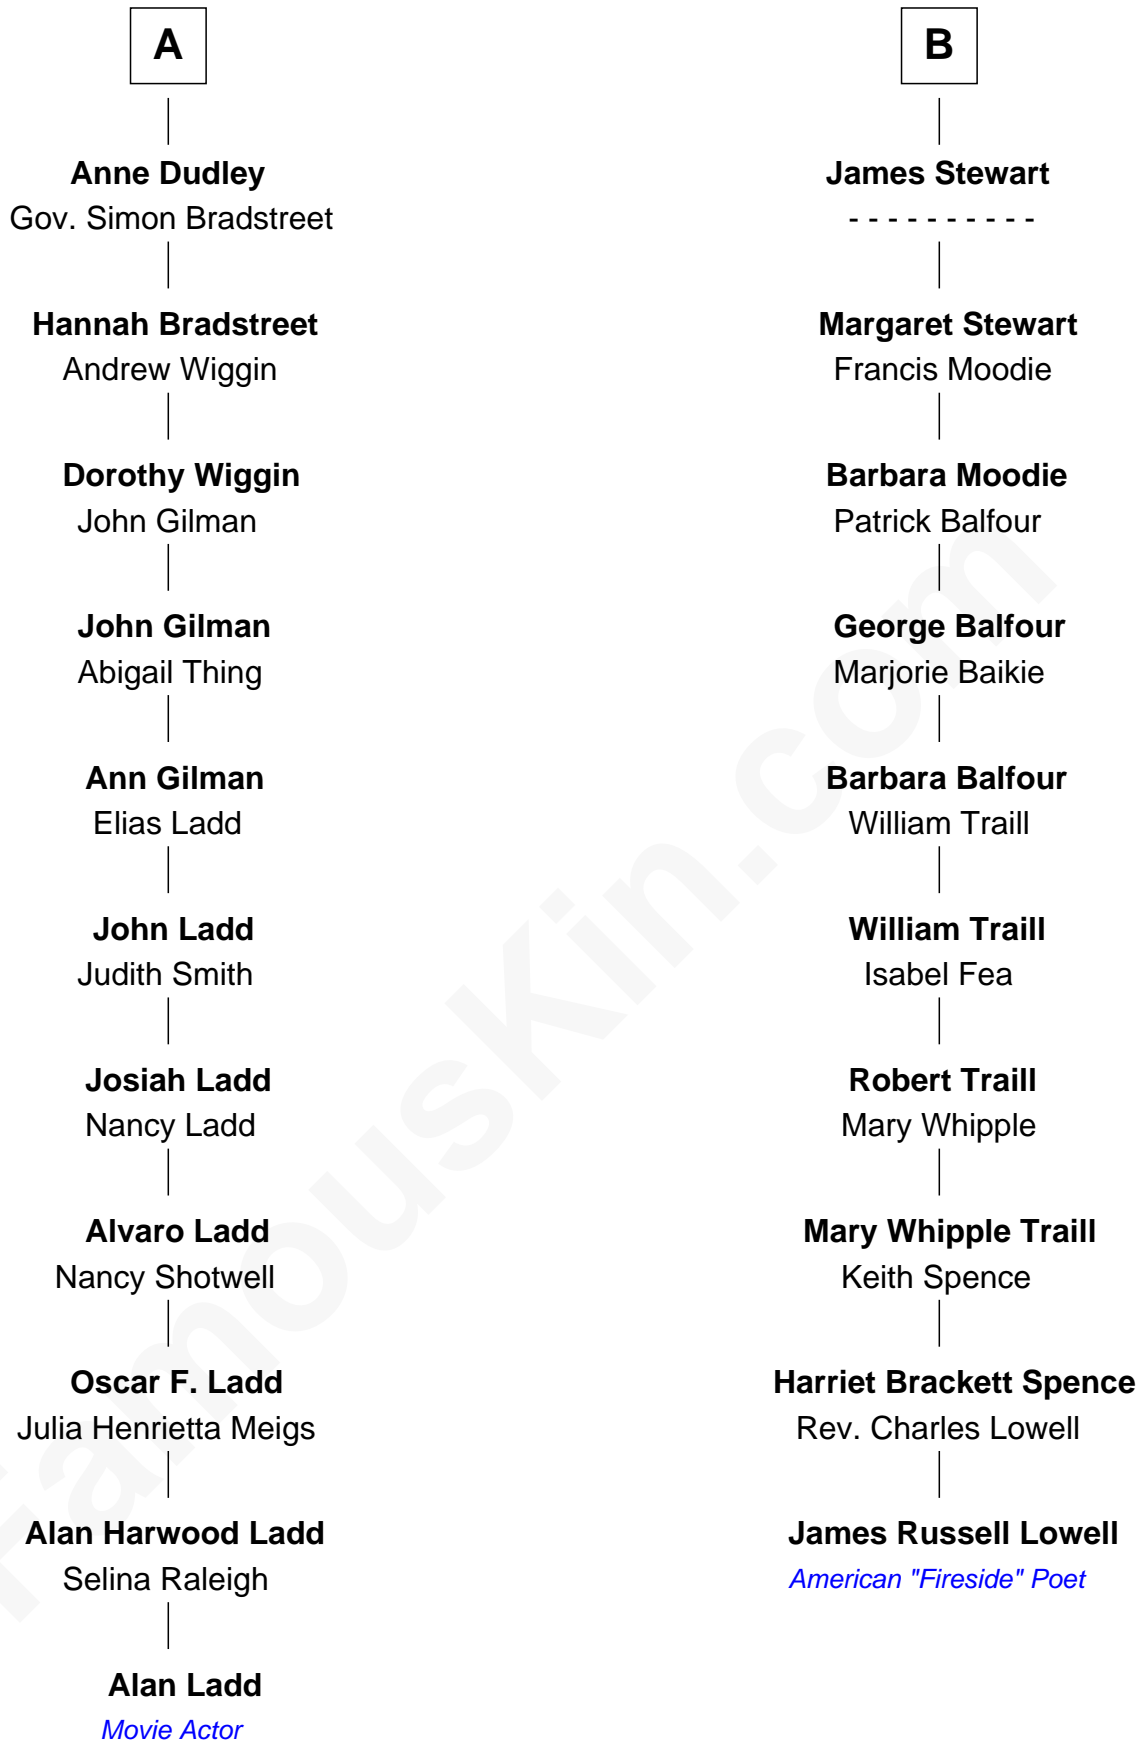 A
Anne Dudley
Gov. Simon Bradstreet
Hannah Bradstreet
Andrew Wiggin
Dorothy Wiggin
John Gilman
John Gilman
Abigail Thing
Ann Gilman
Elias Ladd
John Ladd
Judith Smith
Josiah Ladd
Nancy Ladd
Alvaro Ladd
Nancy Shotwell
Oscar F. Ladd
Julia Henrietta Meigs
Alan Harwood Ladd
Selina Raleigh
Alan Ladd
Movie Actor
B
James Stewart
- - - - - - - - - -
Margaret Stewart
Francis Moodie
Barbara Moodie
Patrick Balfour
George Balfour
Marjorie Baikie
Barbara Balfour
William Traill
William Traill
Isabel Fea
Robert Traill
Mary Whipple
Mary Whipple Traill
Keith Spence
Harriet Brackett Spence
Rev. Charles Lowell
James Russell Lowell
American "Fireside" Poet
FamousKin.com